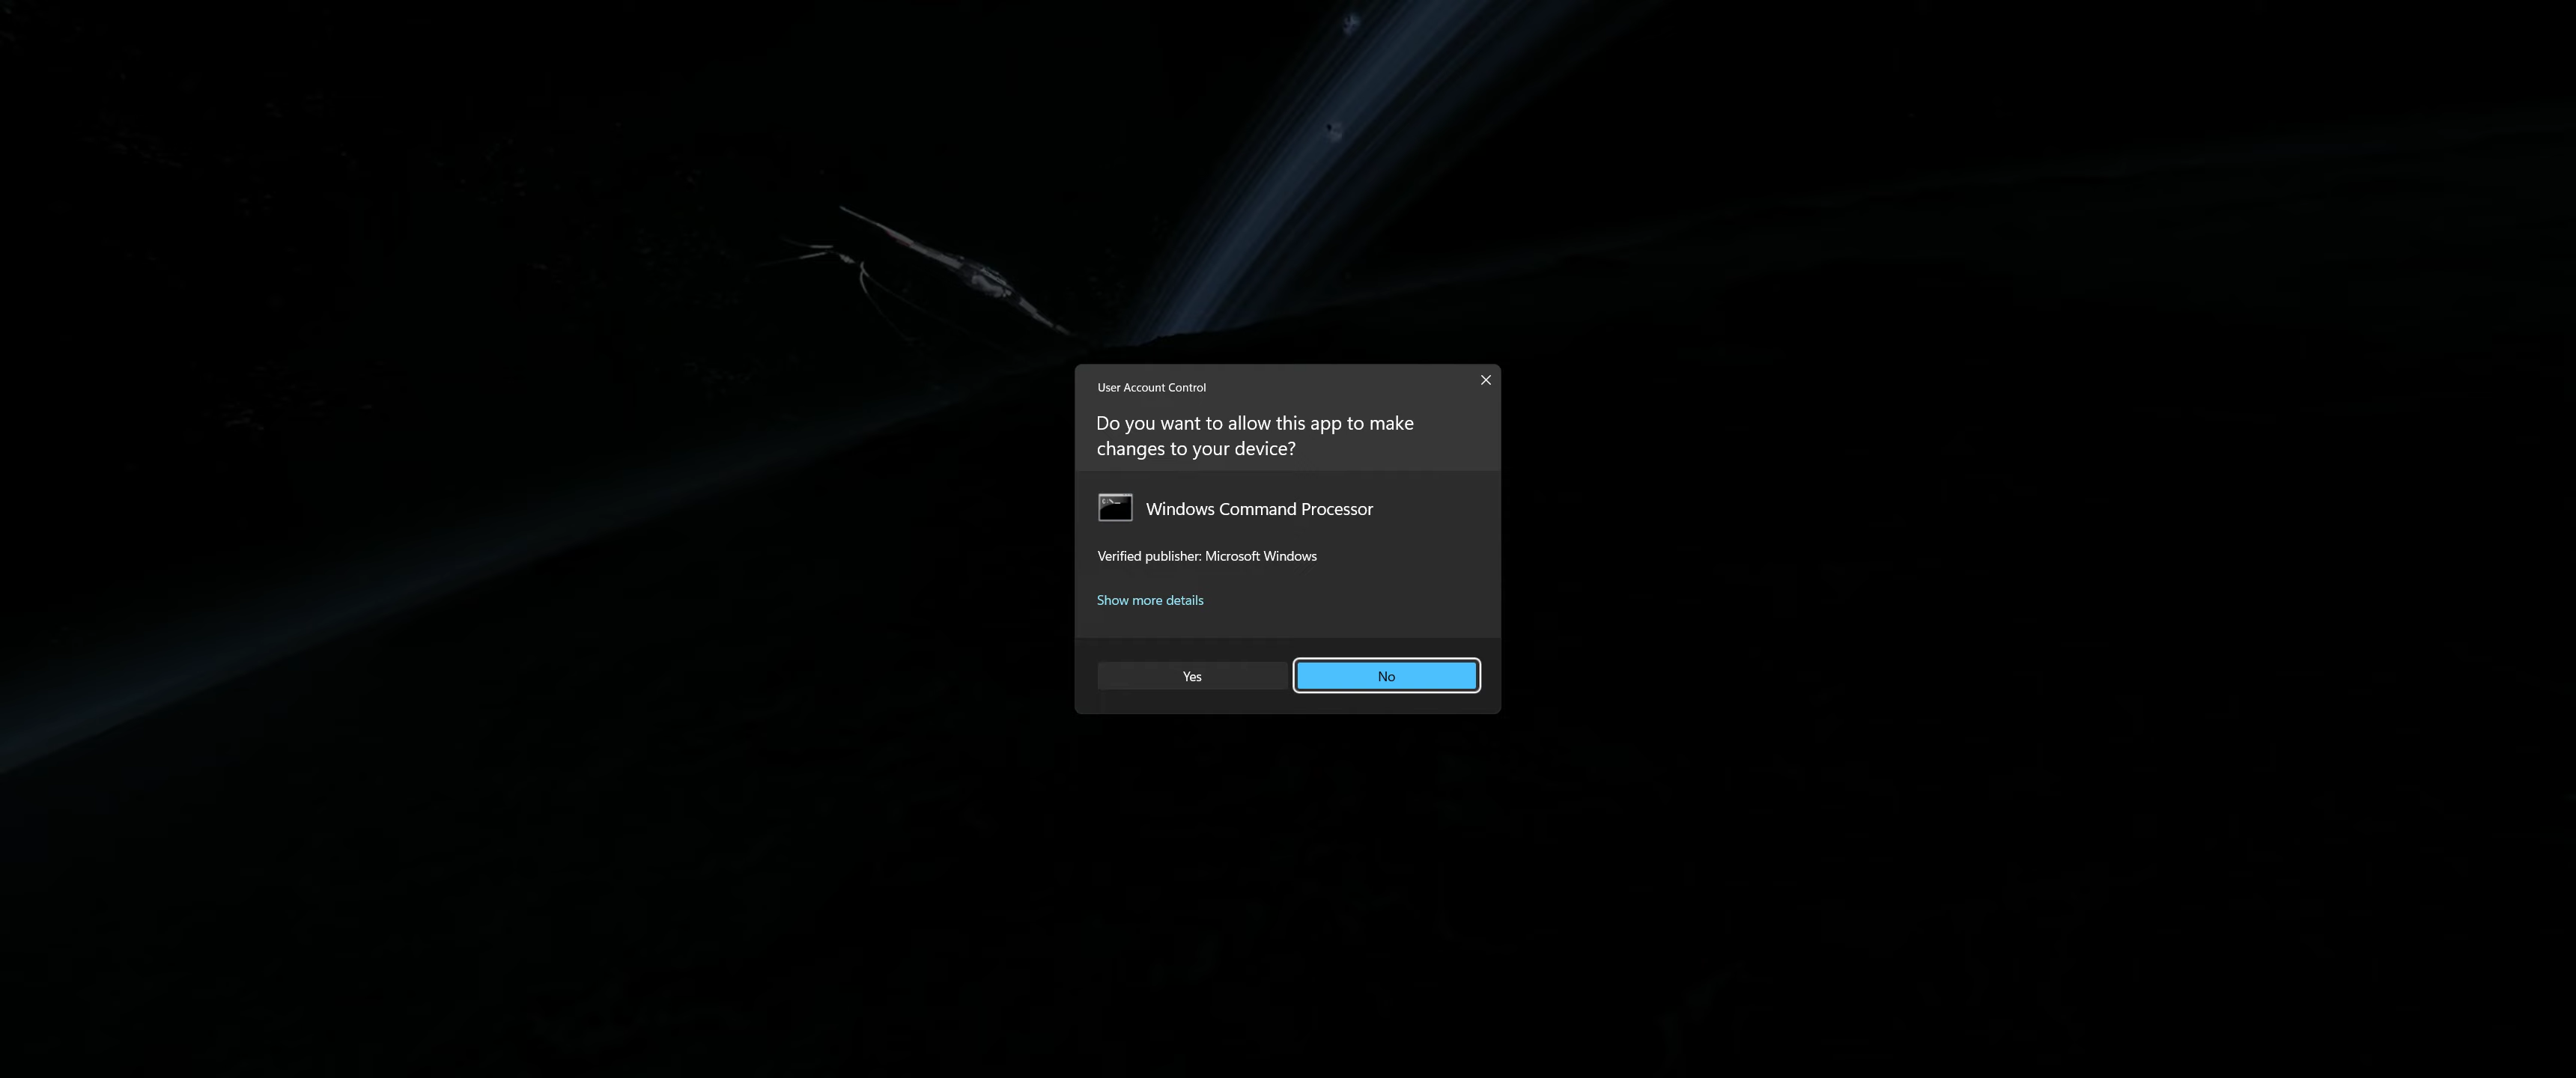 User Account Control
Do you want to allow this app to make
changes to your device?
Windows Command Processor
Verified publisher: Microsoft Windows
Show more details
Yes
No